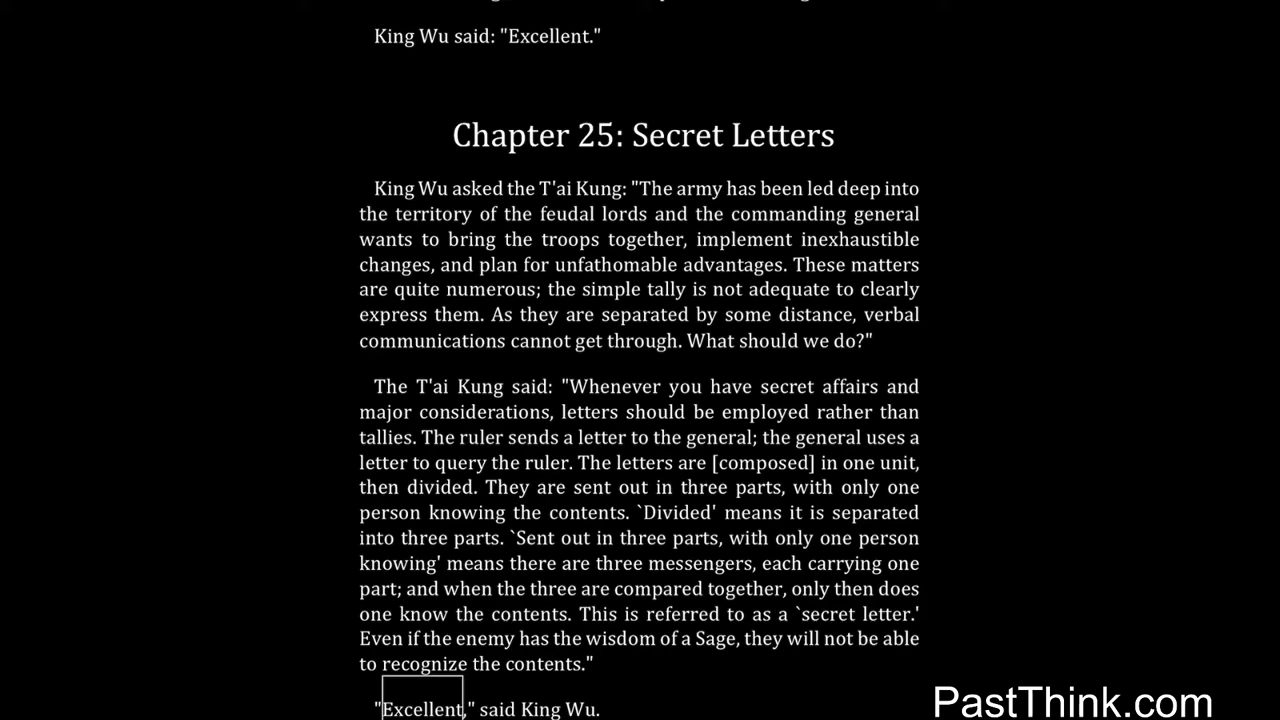 King Wu said: "Excellent."
Chapter 25: Secret Letters
King Wu asked the T'ai Kung: "The army has been led deep into
the territory of the feudal lords and the commanding general
wants to bring the troops together, implement inexhaustible
changes, and plan for unfathomable advantages. These matters
are quite numerous; the simple tally is not adequate to clearly
express them. As they are separated by some distance, verbal
communications cannot get through. What should we do?"
The T'ai Kung said: "Whenever you have secret affairs and
major considerations, letters should be employed rather than
tallies. The ruler sends a letter to the general; the general uses a
letter to query the ruler. The letters are [composed] in one unit,
then divided. They are sent out in three parts, with only one
person knowing the contents. `Divided' means it is separated
into three parts. `Sent out in three parts, with only one person
knowing' means there are three messengers, each carrying one
part; and when the three are compared together, only then does
one know the contents. This is referred to as a `secret letter.'
Even if the enemy has the wisdom of a Sage, they will not be able
to recognize the contents."
"Excellent," said King Wu.
PastThink.com